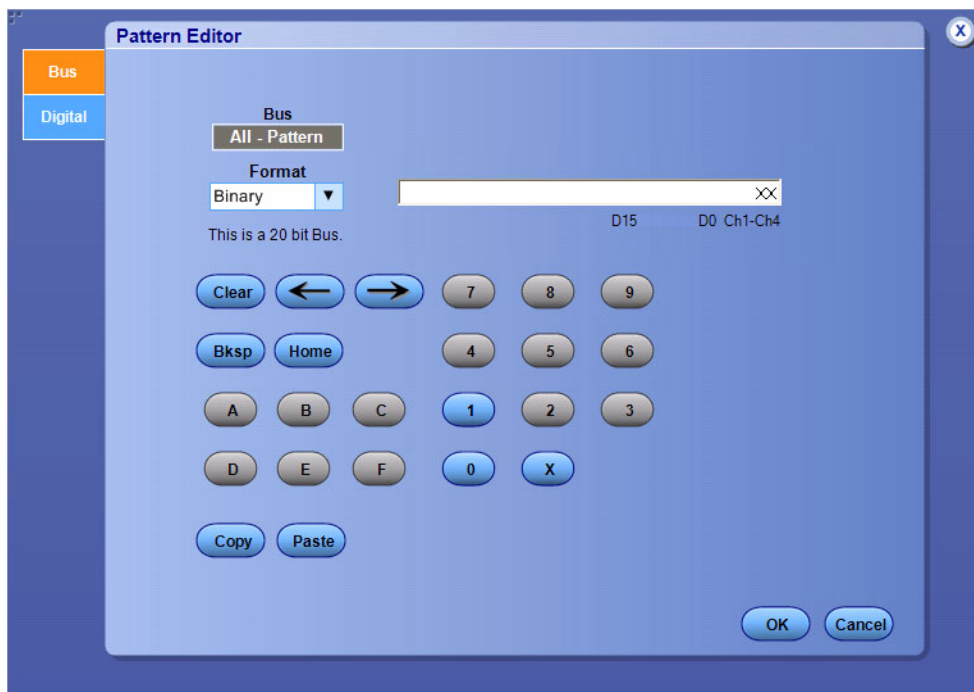 Pattern Editor
X
Bus
Digital
Bus
All - Pattern
Format
Binary
XX
D15 D0 Ch1-Ch4
This is a 20 bit Bus.
Clear 7 8 9
Bksp Home 4 5 6
A B C 1 2 3
D E F 0 X
Copy Paste
OK Cancel